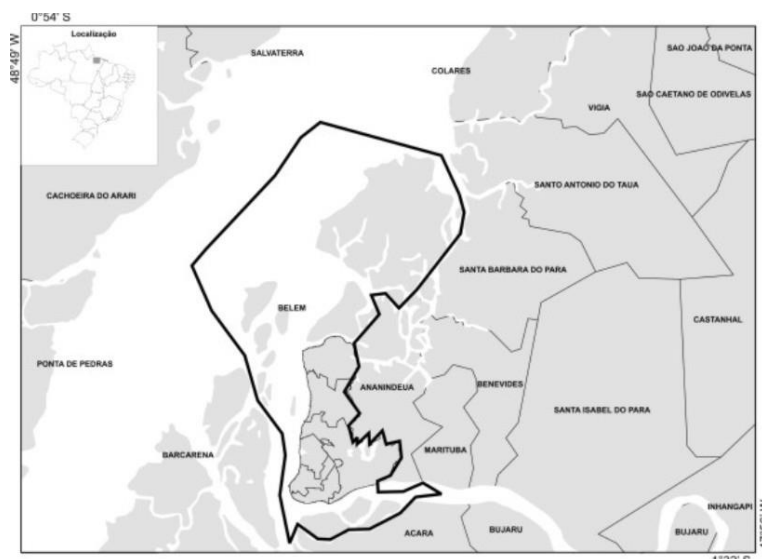 0°54' S
48°49' W
Localização
SALVATERRA
COLARES
SAO JOAO DA PONTA
SAO CAETANO DE ODIVELAS
VIGIA
CACHOEIRA DO ARARI
SANTO ANTONIO DO TAUA
SANTA BARBARA DO PARA
BELEM
CASTANHAL
PONTA DE PEDRAS
ANANINDEUA
BENEVIDES
SANTA ISABEL DO PARA
BARCARENA
MARITUBA
INHANGAPI
ACARA
BUJARU
BUJARU